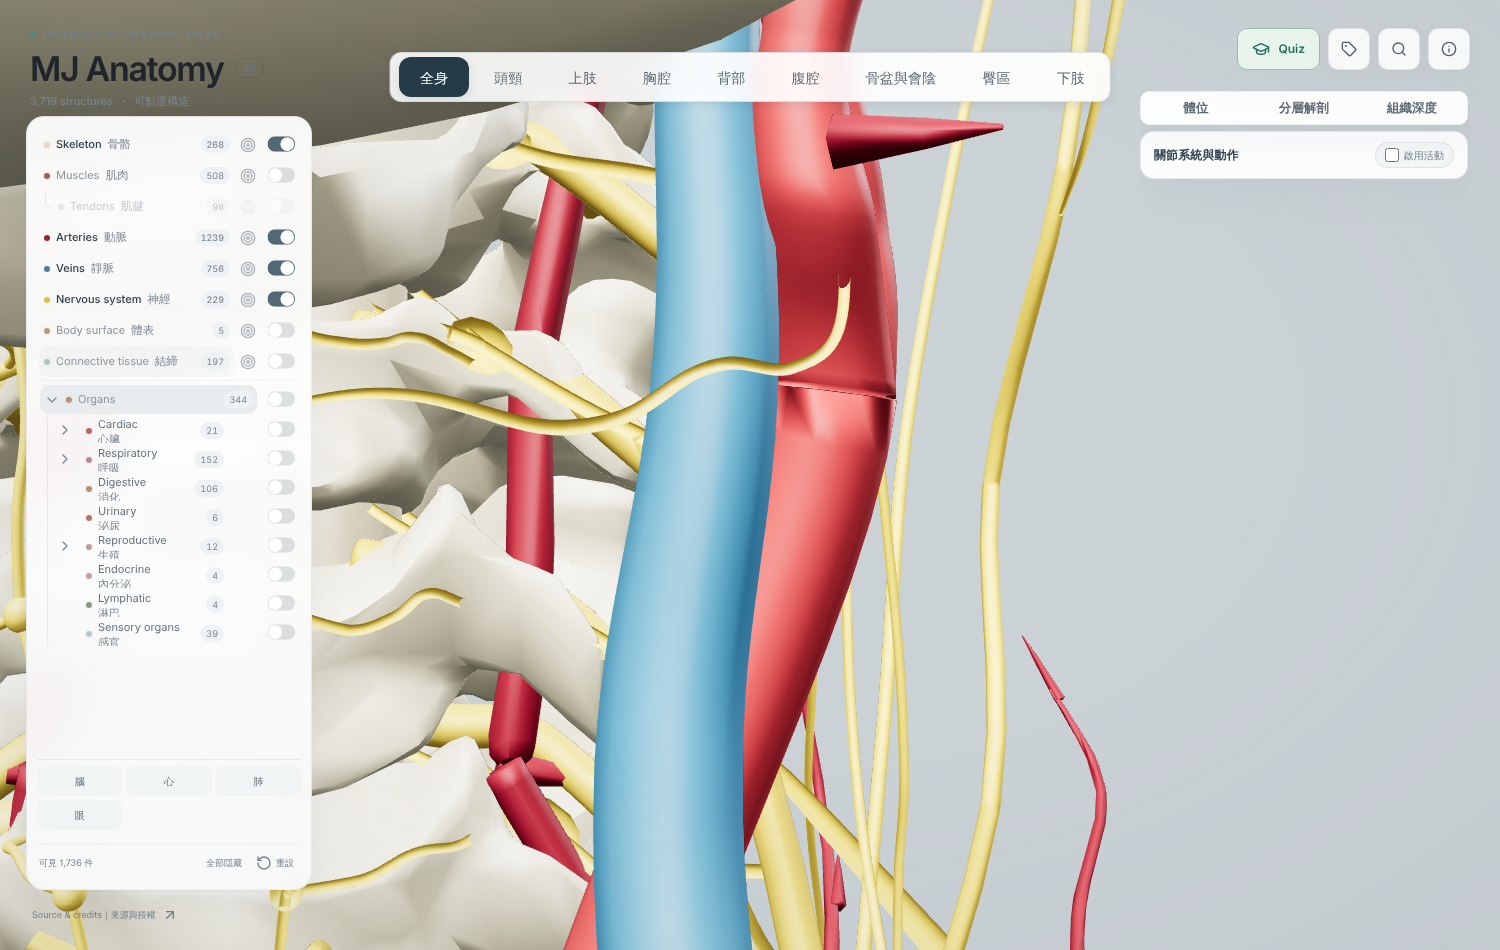 INTERACTIVE ANATOMY ATLAS
MJ Anatomy 3D
3,719 structures · 可點選構造
全身 頭頸 上肢 胸腔 背部 腹腔 骨盆與會陰 臀區 下肢
Quiz
體位 分層解剖 組織深度
關節系統與動作 啟用活動
Skeleton 骨骼 268
Muscles 肌肉 508
Tendons 肌腱 98
Arteries 動脈 1239
Veins 靜脈 756
Nervous system 神經 229
Body surface 體表 5
Connective tissue 結締 197
Organs 344
Cardiac 21
心臟
Respiratory 152
呼吸
Digestive 106
消化
Urinary 6
泌尿
Reproductive 12
生殖
Endocrine 4
內分泌
Lymphatic 4
淋巴
Sensory organs 39
感官
腦 心 肺
眼
可見 1,736 件 全部隱藏 重設
Source & credits | 來源與授權